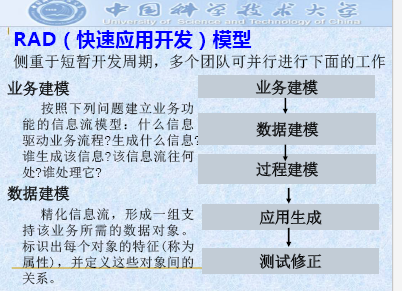 中国科学技术大学
University of Science and Technology of China
RAD（快速应用开发）模型
侧重于短暂开发周期，多个团队可并行进行下面的工作
业务建模
按照下列问题建立业务功
能的信息流模型：什么信息
驱动业务流程?生成什么信息?
谁生成该信息?该信息流往何
处?谁处理它?
数据建模
精化信息流，形成一组支
持该业务所需的数据对象。
标识出每个对象的特征(称为
属性)，并定义这些对象间的
关系。
业务建模
数据建模
过程建模
应用生成
测试修正